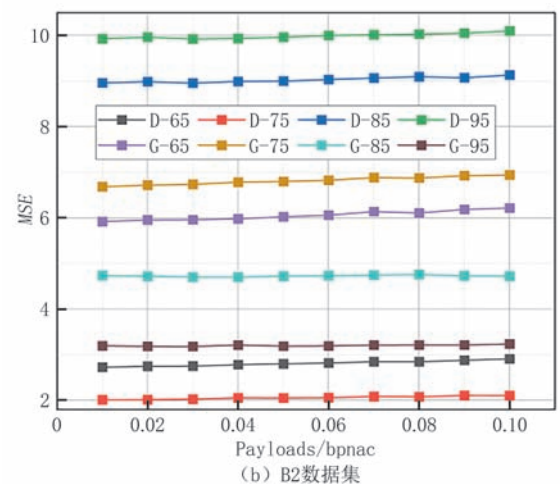 10
8
6
4
2
MSE
D-65 D-75 D-85 D-95
G-65 G-75 G-85 G-95
0 0.02 0.04 0.06 0.08 0.10
Payloads/bpnac
（b）B2数据集